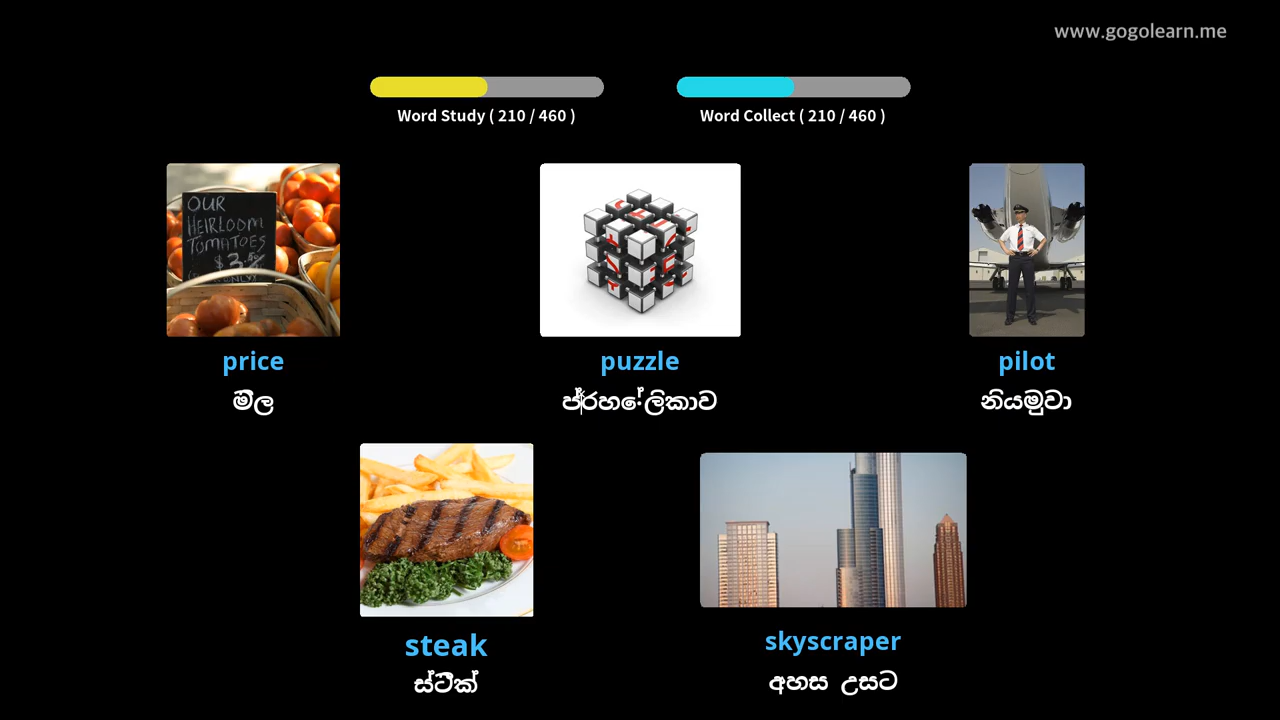 www.gogolearn.me
Word Study ( 210 / 460 )
Word Collect ( 210 / 460 )
OUR
HEIRLOOM
TOMATOES
price
puzzle
pilot
මිල
ප්‍රහේලිකාව
නියමුවා
steak
skyscraper
ස්ටීක්
අහස උසට